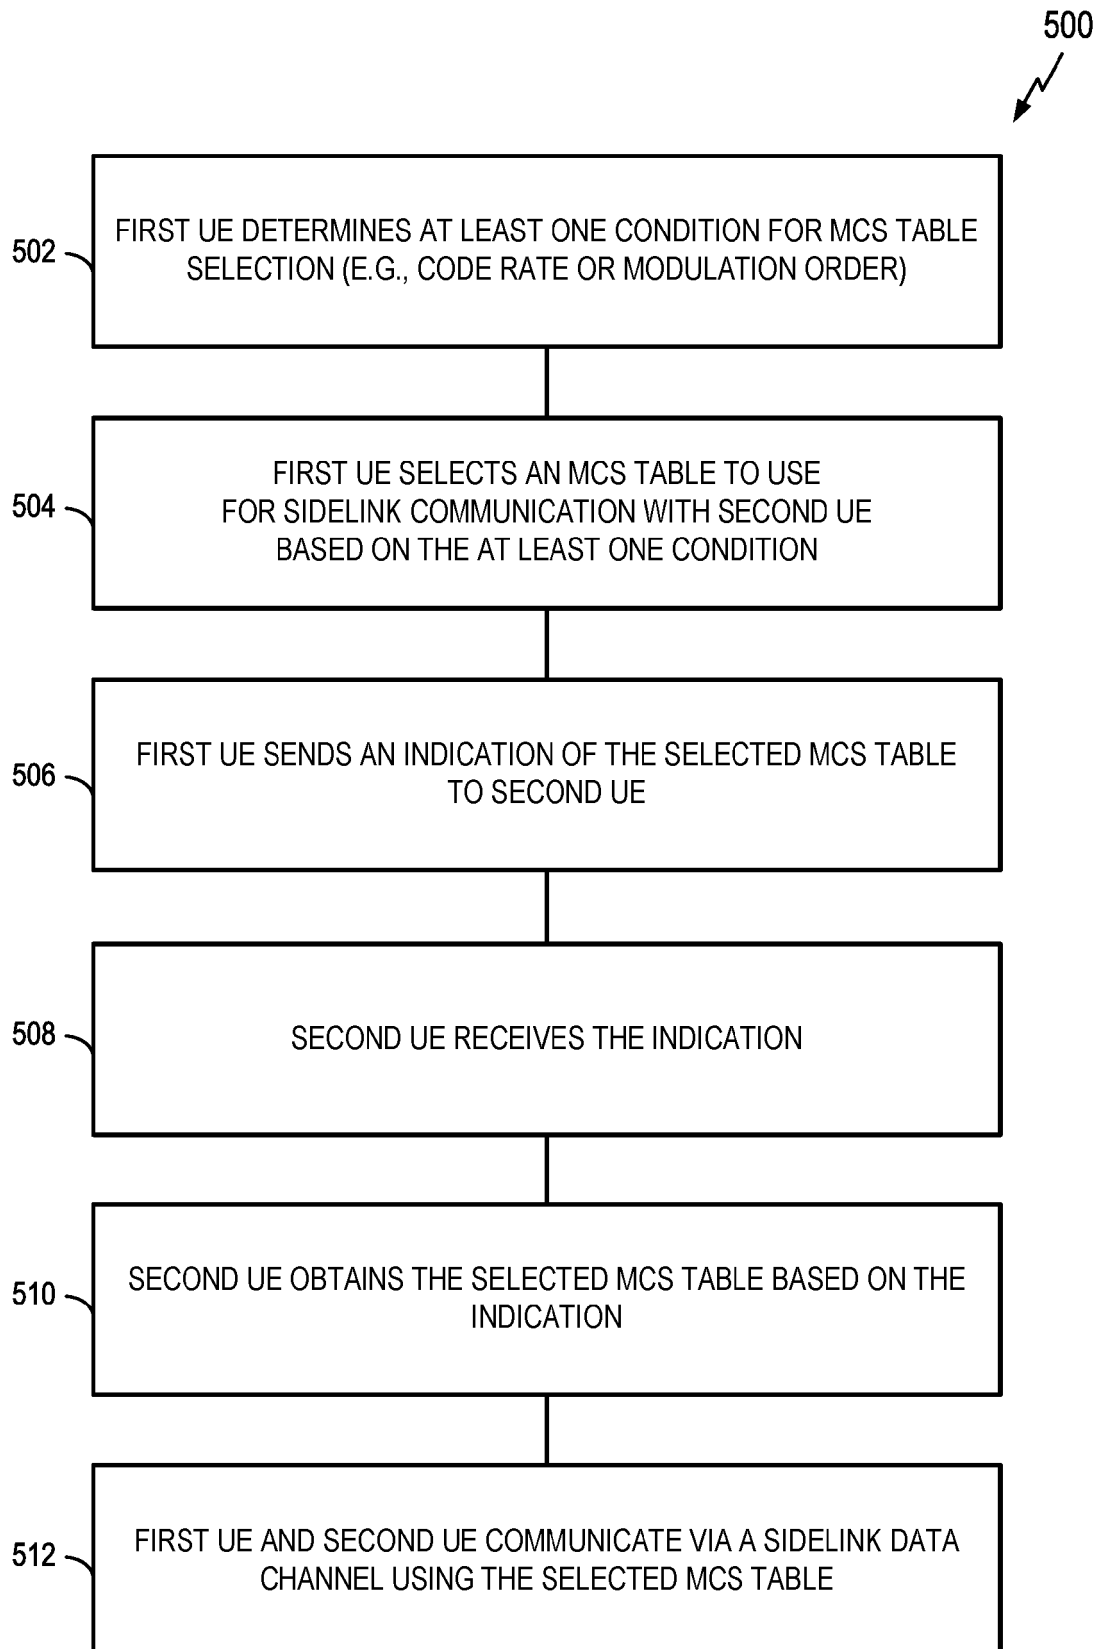 500
502
FIRST UE DETERMINES AT LEAST ONE CONDITION FOR MCS TABLE
SELECTION (E.G., CODE RATE OR MODULATION ORDER)
504
FIRST UE SELECTS AN MCS TABLE TO USE
FOR SIDELINK COMMUNICATION WITH SECOND UE
BASED ON THE AT LEAST ONE CONDITION
506
FIRST UE SENDS AN INDICATION OF THE SELECTED MCS TABLE
TO SECOND UE
508
SECOND UE RECEIVES THE INDICATION
510
SECOND UE OBTAINS THE SELECTED MCS TABLE BASED ON THE
INDICATION
512
FIRST UE AND SECOND UE COMMUNICATE VIA A SIDELINK DATA
CHANNEL USING THE SELECTED MCS TABLE